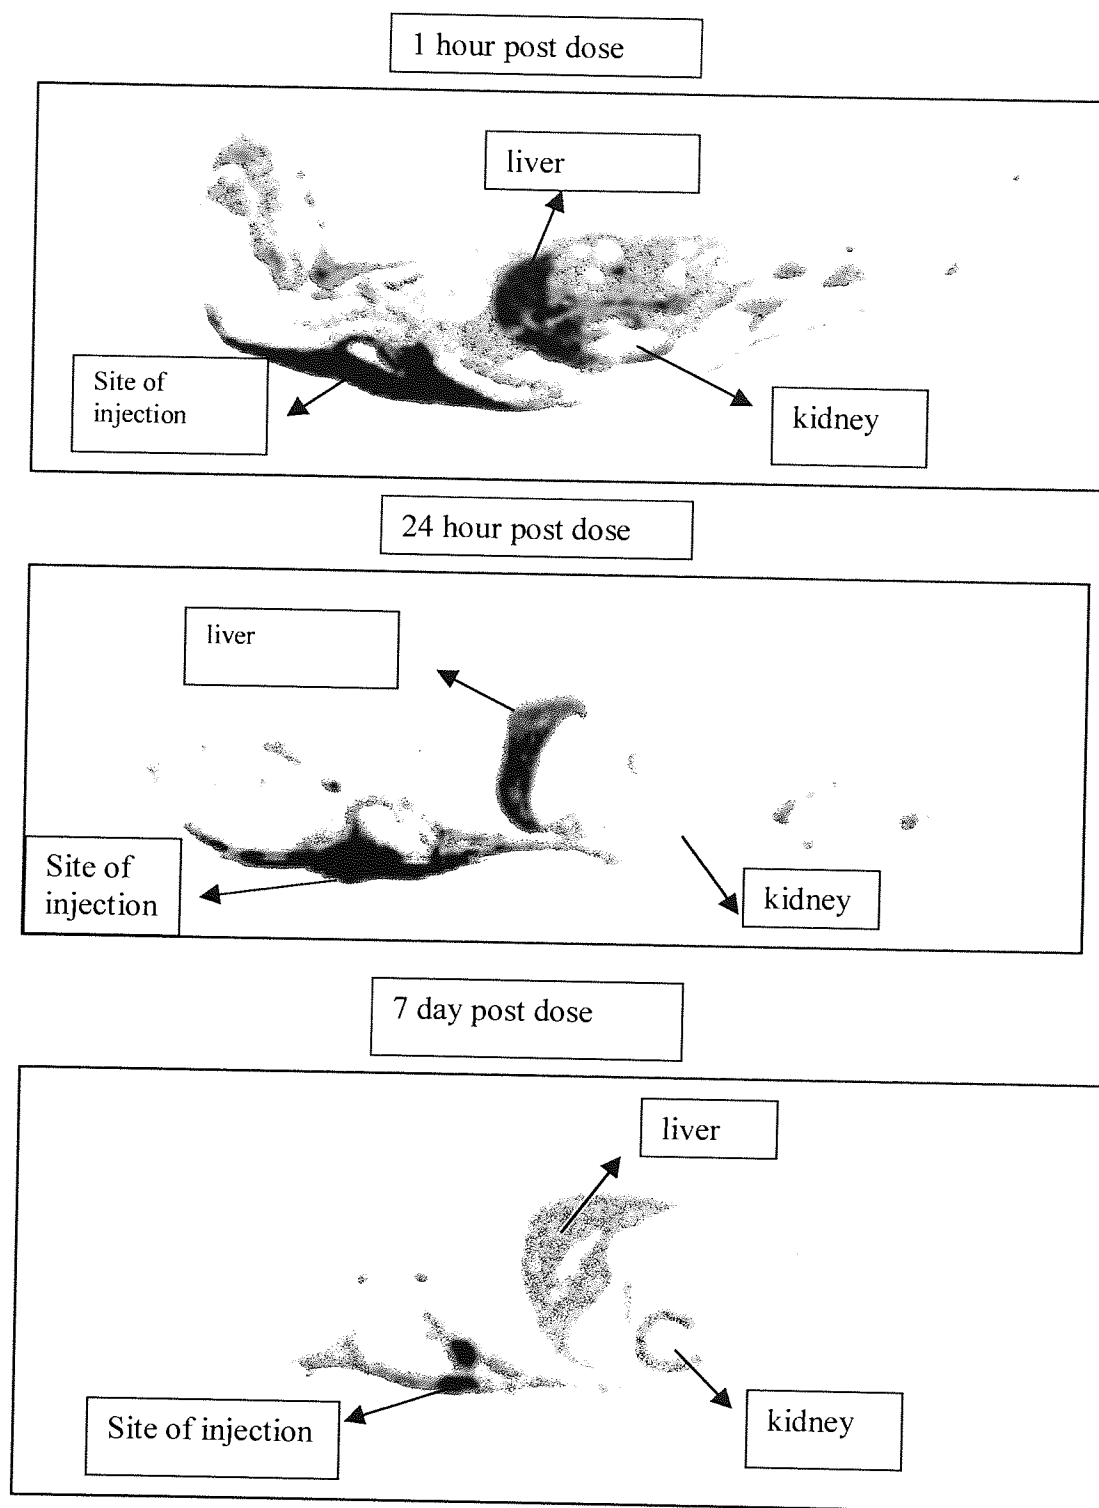 1 hour post dose
liver
Site of
injection
kidney
24 hour post dose
liver
Site of
injection
kidney
7 day post dose
liver
Site of injection
kidney